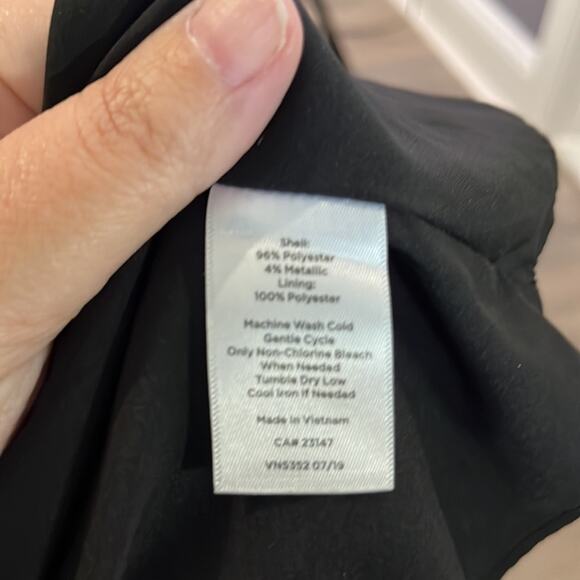 Shell:
96% Polyester
4% Metallic
Lining:
100% Polyester
Machine Wash Cold
Gentle Cycle
Only Non-Chlorine Bleach
When Needed
Tumble Dry Low
Cool Iron If Needed
Made in Vietnam
CA# 23147
VNS352 07/19